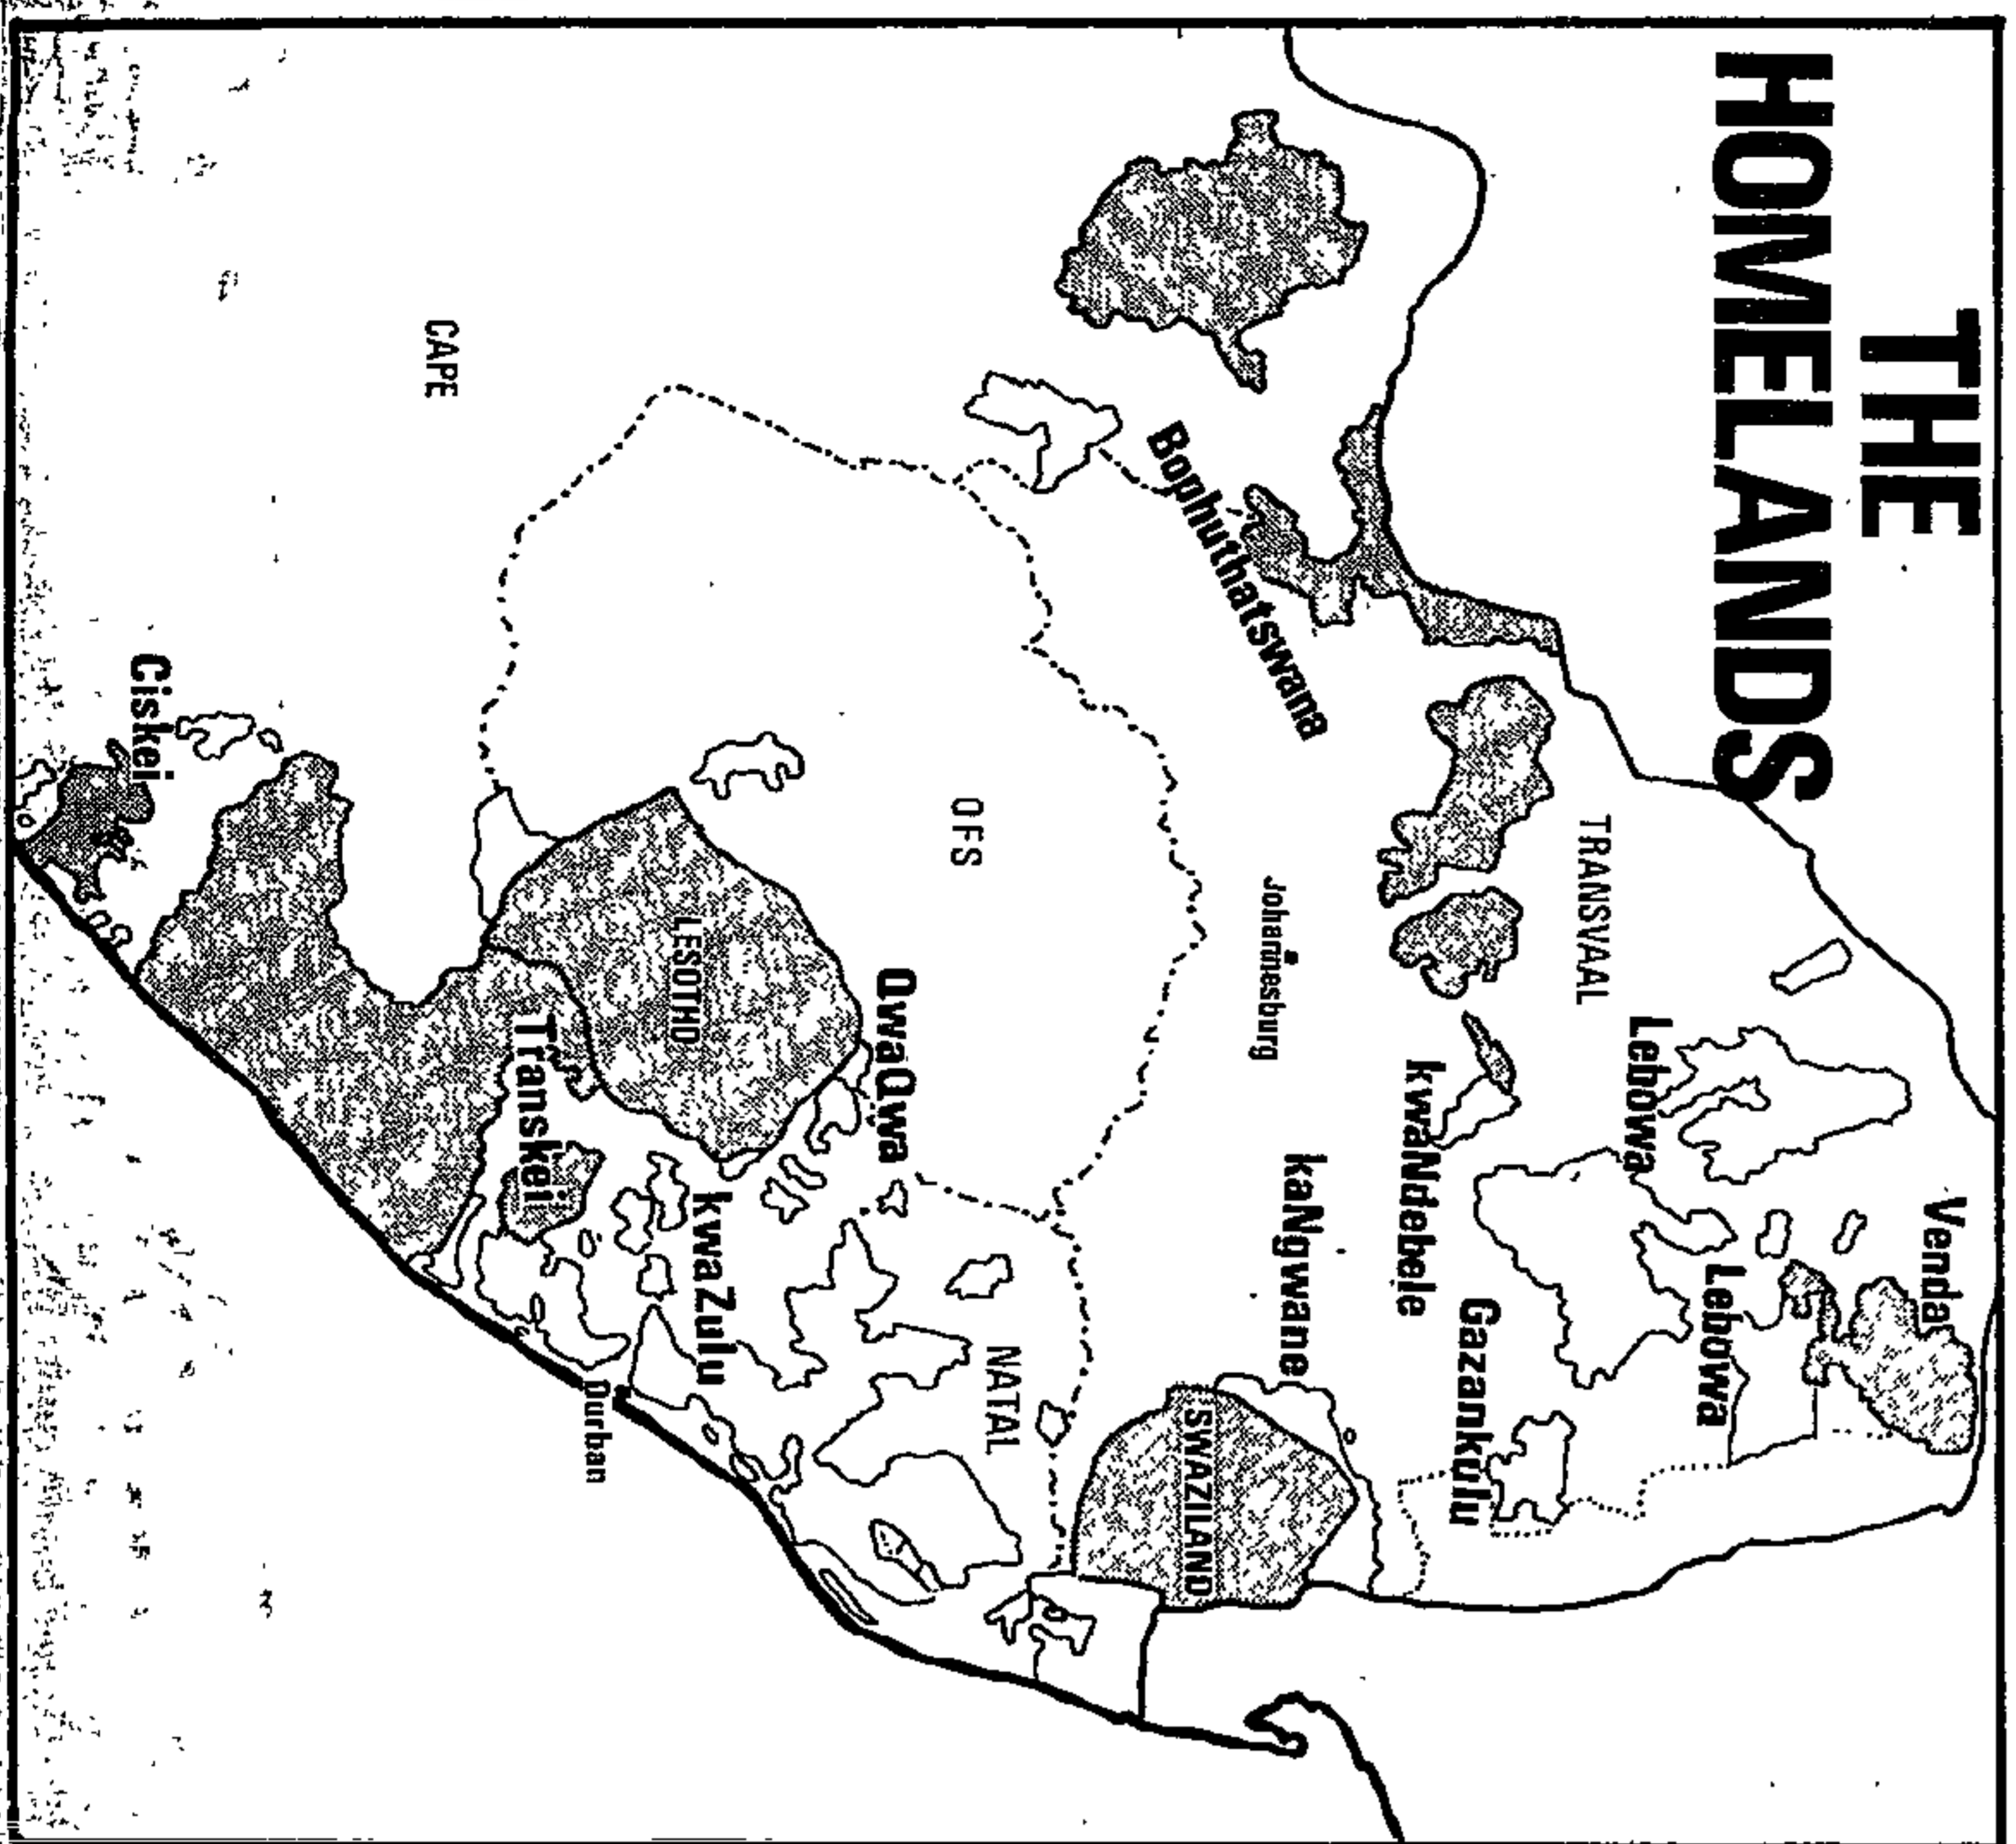 THE
HOMELANDS
Venda
Lebowa
Lebowa
TRANSVAAL
Gazankulu
kwaNdebele
Bophuthatswana
Johannesburg
kaNgwane
SWAZILAND
OFS
NATAL
QwaQwa
kwaZulu
LESOTHO
Durban
Transkei
CAPE
Ciskei